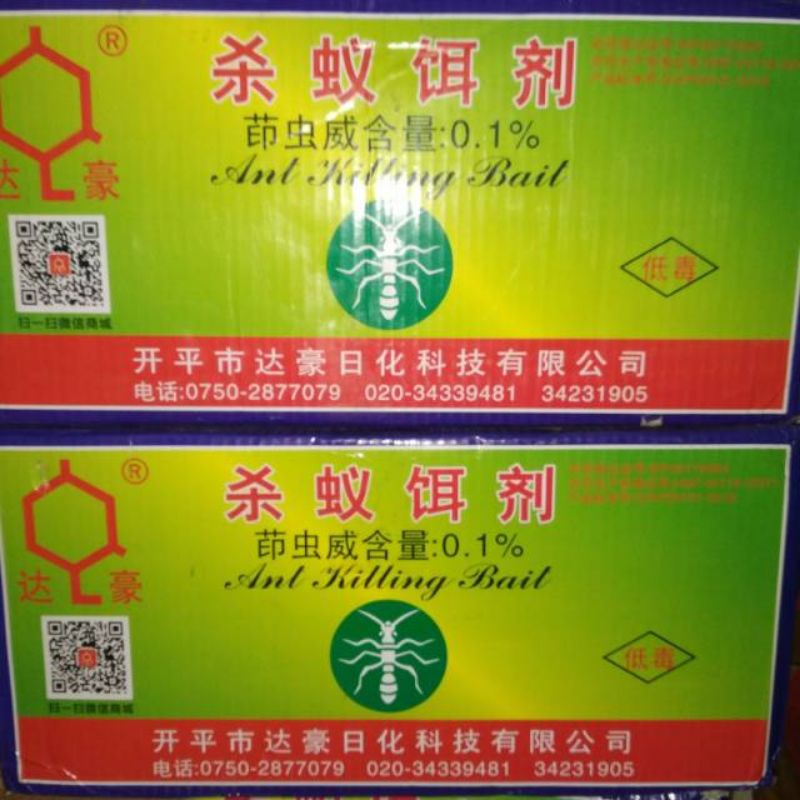 ®
杀蚁饵剂
茚虫威含量:0.1%
Ant Killing Bait
达豪
扫一扫微信商城
低毒
开平市达豪日化科技有限公司
电话:0750-2877079 020-34339481 34231905
®
杀蚁饵剂
茚虫威含量:0.1%
Ant Killing Bait
达豪
扫一扫微信商城
低毒
开平市达豪日化科技有限公司
电话:0750-2877079 020-34339481 34231905